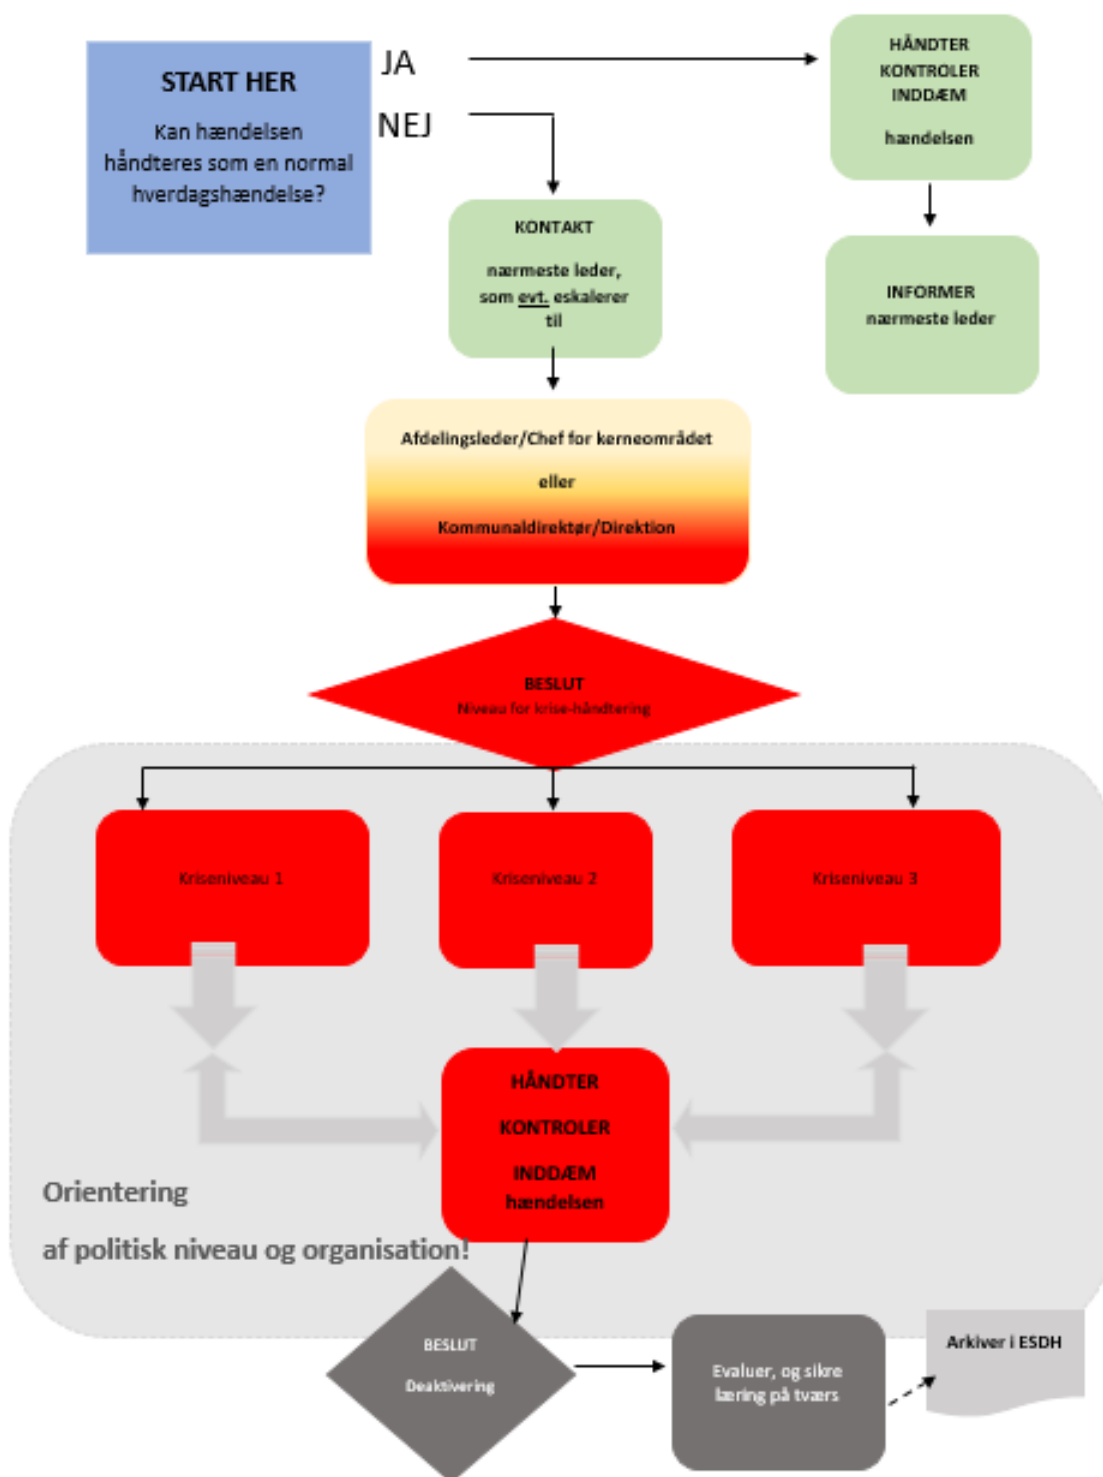 START HER
Kan hændelsen
håndteres som en normal
hverdagshændelse?
JA
NEJ
HÅNDTER
KONTROLER
INDDÆM
hændelsen
INFORMER
nærmeste leder
KONTAKT
nærmeste leder,
som evt. eskalerer
til
Afdelingsleder/Chef for kerneområdet
eller
Kommunaldirektør/Direktion
BESLUT
Niveau for krise-håndtering
Kriseniveau 1
Kriseniveau 2
Kriseniveau 3
HÅNDTER
KONTROLER
INDDÆM
hændelsen
Orientering
af politisk niveau og organisation!
BESLUT
Deaktivering
Evaluer, og sikre
læring på tværs
Arkiver i ESDH